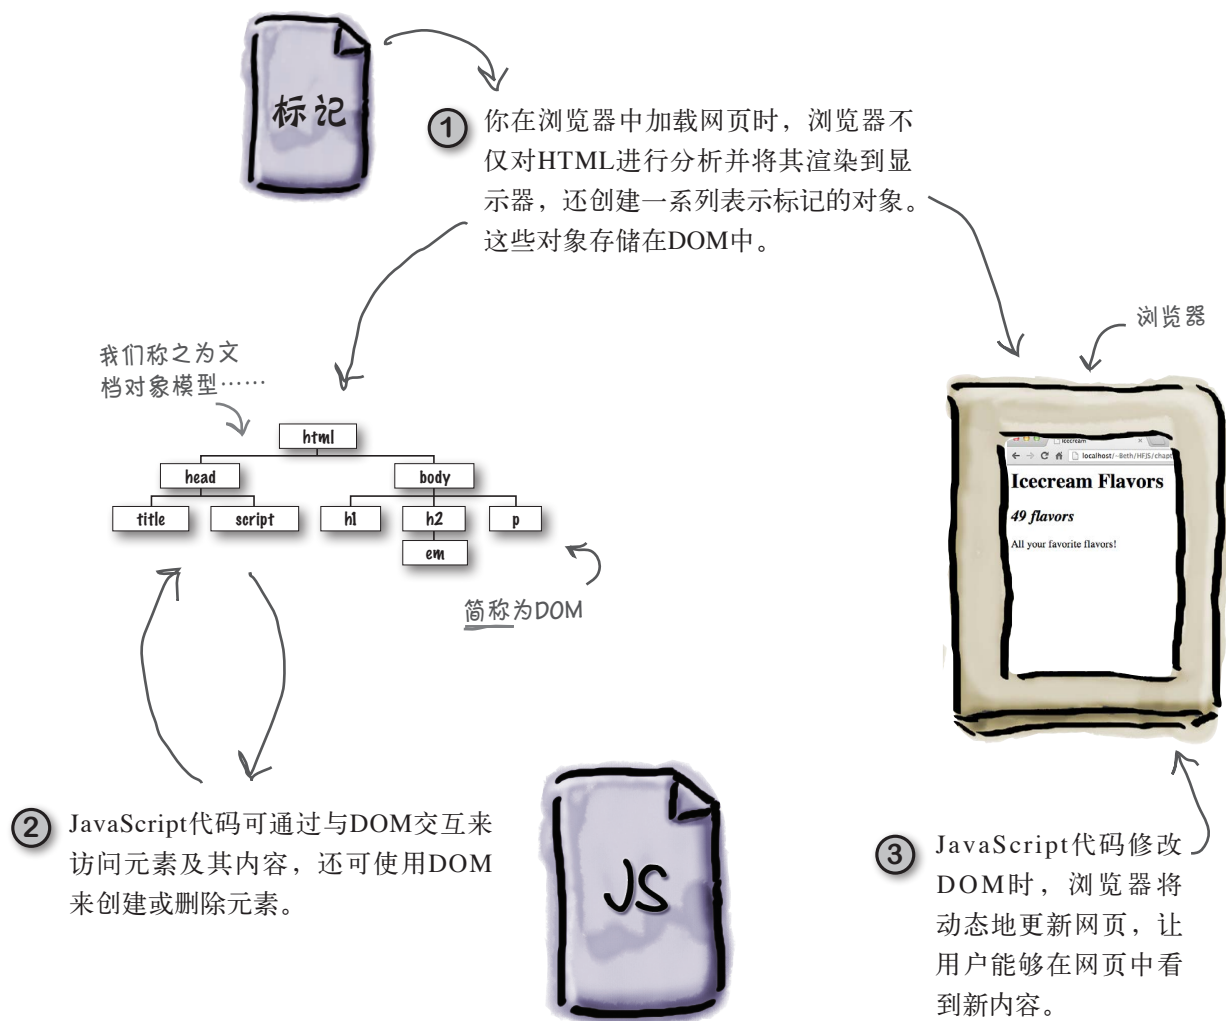 标记
① 你在浏览器中加载网页时，浏览器不
仅对HTML进行分析并将其渲染到显
示器，还创建一系列表示标记的对象。
这些对象存储在DOM中。
浏览器
我们称之为文
档对象模型……
html
head body
title script h1 h2 p
em
简称为DOM
Icecream
localhost/~Beth/HFJS/chapt
Icecream Flavors
49 flavors
All your favorite flavors!
② JavaScript代码可通过与DOM交互来
访问元素及其内容，还可使用DOM
来创建或删除元素。
JS
③ JavaScript代码修改
DOM时，浏览器将
动态地更新网页，让
用户能够在网页中看
到新内容。